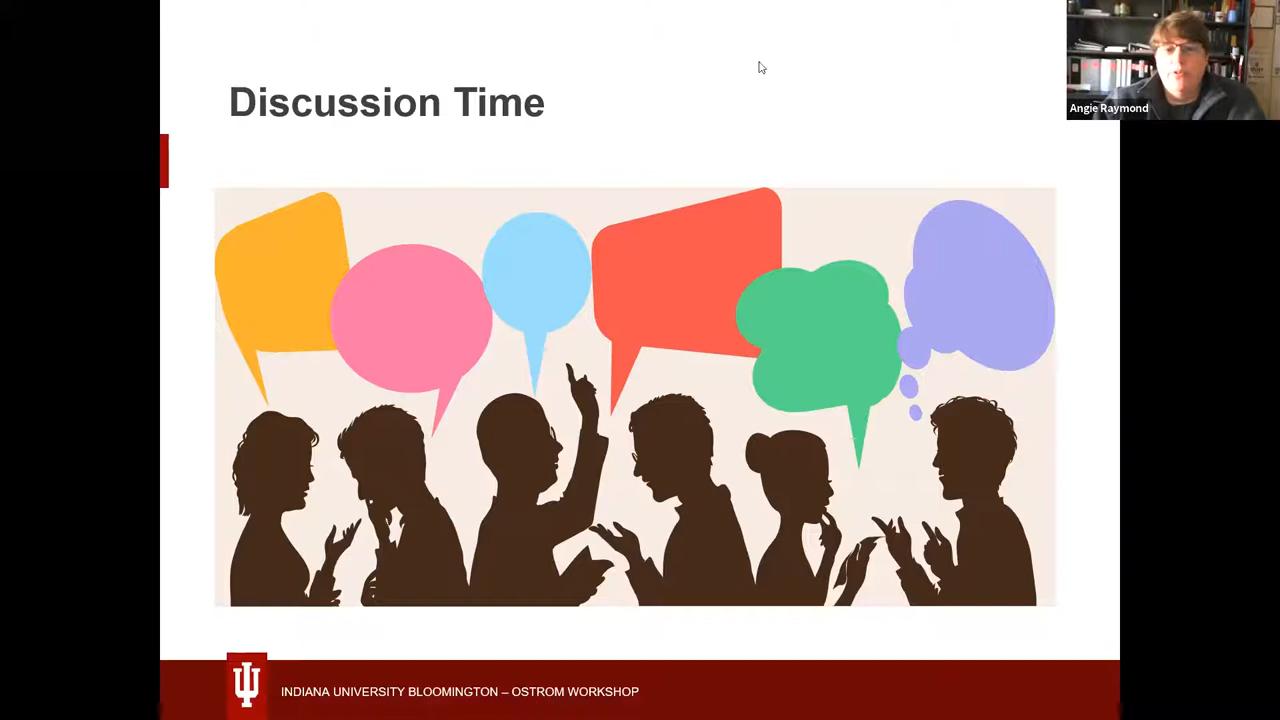 Discussion Time
Angie Raymond
INDIANA UNIVERSITY BLOOMINGTON – OSTROM WORKSHOP